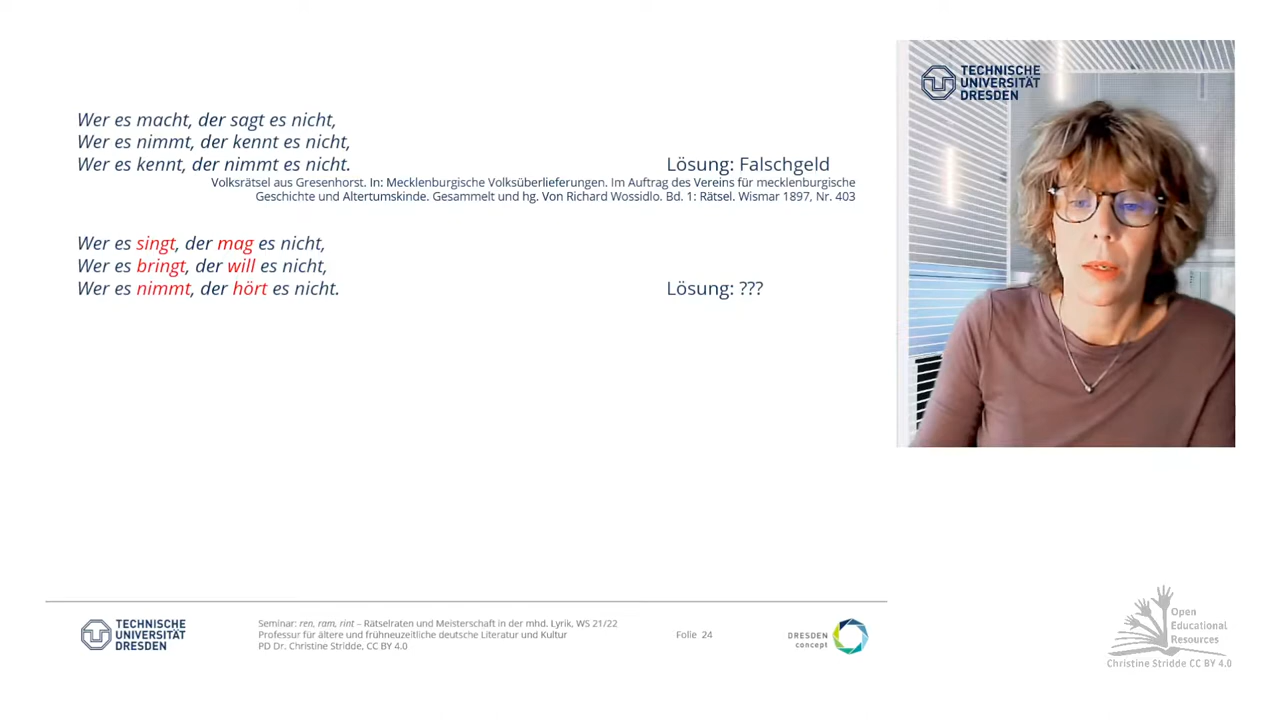 Wer es macht, der sagt es nicht,
Wer es nimmt, der kennt es nicht,
Wer es kennt, der nimmt es nicht.
Lösung: Falschgeld
Volksrätsel aus Gresenhorst. In: Mecklenburgische Volksüberlieferungen. Im Auftrag des Vereins für mecklenburgische
Geschichte und Altertumskinde. Gesammelt und hg. Von Richard Wossidlo. Bd. 1: Rätsel. Wismar 1897, Nr. 403
Wer es singt, der mag es nicht,
Wer es bringt, der will es nicht,
Wer es nimmt, der hört es nicht.
Lösung: ???
TECHNISCHE
UNIVERSITÄT
DRESDEN
TECHNISCHE
UNIVERSITÄT
DRESDEN
Seminar: ren, ram, rint – Rätselraten und Meisterschaft in der mhd. Lyrik, WS 21/22
Professur für ältere und frühneuzeitliche deutsche Literatur und Kultur
PD Dr. Christine Stridde, CC BY 4.0
Folie 24
DRESDEN
concept
Open
Educational
Resources
Christine Stridde CC BY 4.0